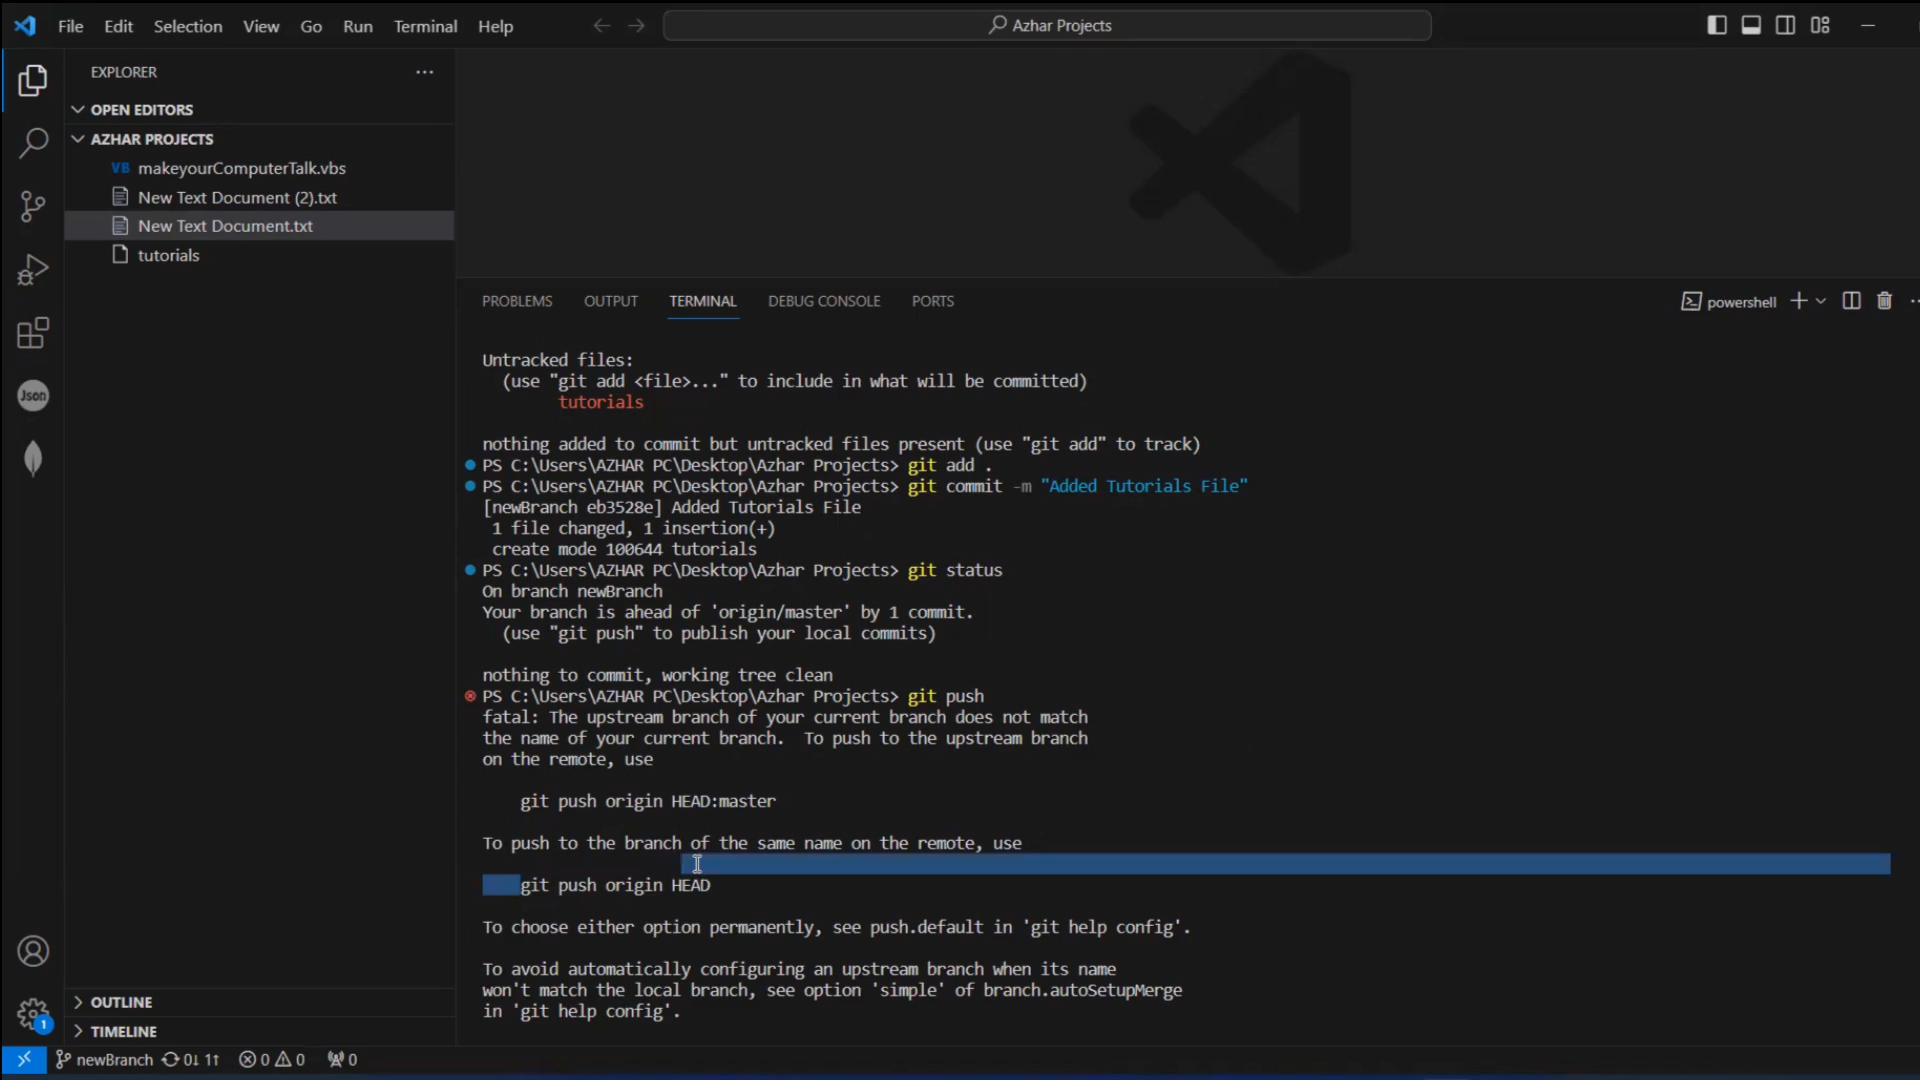 File Edit Selection View Go Run Terminal Help
Azhar Projects
EXPLORER
OPEN EDITORS
AZHAR PROJECTS
VB makeyourComputerTalk.vbs
New Text Document (2).txt
New Text Document.txt
tutorials
Json
1
OUTLINE
TIMELINE
PROBLEMS OUTPUT TERMINAL DEBUG CONSOLE PORTS
powershell
Untracked files:
(use "git add <file>..." to include in what will be committed)
tutorials
nothing added to commit but untracked files present (use "git add" to track)
PS C:\Users\AZHAR PC\Desktop\Azhar Projects> git add .
PS C:\Users\AZHAR PC\Desktop\Azhar Projects> git commit -m "Added Tutorials File"
[newBranch eb3528e] Added Tutorials File
1 file changed, 1 insertion(+)
create mode 100644 tutorials
PS C:\Users\AZHAR PC\Desktop\Azhar Projects> git status
On branch newBranch
Your branch is ahead of 'origin/master' by 1 commit.
(use "git push" to publish your local commits)
nothing to commit, working tree clean
PS C:\Users\AZHAR PC\Desktop\Azhar Projects> git push
fatal: The upstream branch of your current branch does not match
the name of your current branch.  To push to the upstream branch
on the remote, use
git push origin HEAD:master
To push to the branch of the same name on the remote, use
git push origin HEAD
To choose either option permanently, see push.default in 'git help config'.
To avoid automatically configuring an upstream branch when its name
won't match the local branch, see option 'simple' of branch.autoSetupMerge
in 'git help config'.
newBranch 0↓ 1↑ 0 0 0